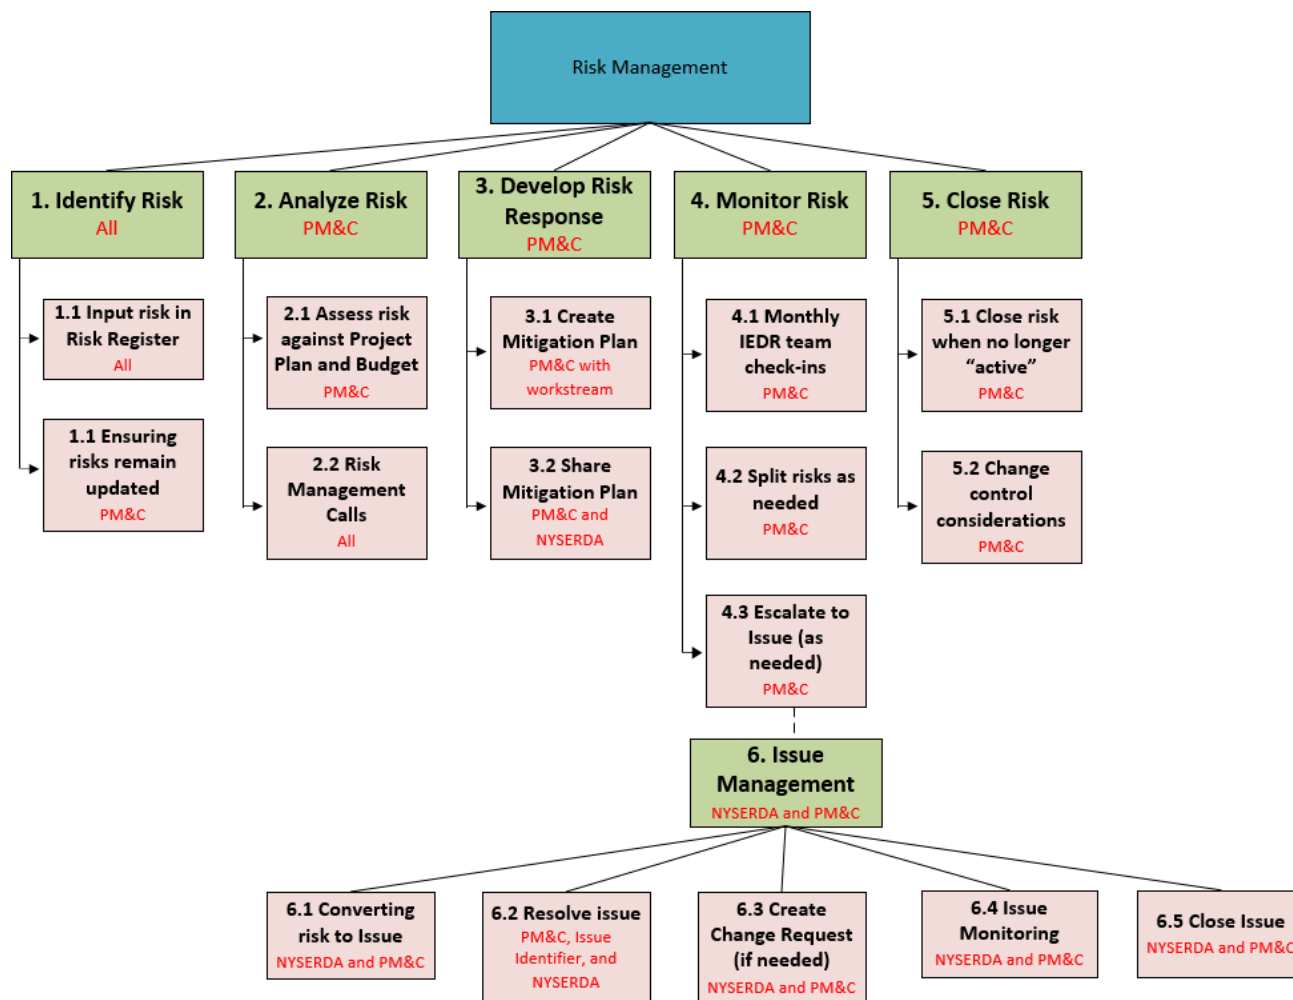 Risk Management
1. Identify Risk
All
2. Analyze Risk
PM&C
3. Develop Risk
Response
PM&C
4. Monitor Risk
PM&C
5. Close Risk
PM&C
1.1 Input risk in
Risk Register
All
1.1 Ensuring
risks remain
updated
PM&C
2.1 Assess risk
against Project
Plan and Budget
PM&C
2.2 Risk
Management
Calls
All
3.1 Create
Mitigation Plan
PM&C with
workstream
3.2 Share
Mitigation Plan
PM&C and
NYSERDA
4.1 Monthly
IEDR team
check-ins
PM&C
4.2 Split risks as
needed
PM&C
4.3 Escalate to
Issue (as
needed)
PM&C
5.1 Close risk
when no longer
“active”
PM&C
5.2 Change
control
considerations
PM&C
6. Issue
Management
NYSERDA and PM&C
6.1 Converting
risk to Issue
NYSERDA and PM&C
6.2 Resolve issue
PM&C, Issue
Identifier, and
NYSERDA
6.3 Create
Change Request
(if needed)
NYSERDA and PM&C
6.4 Issue
Monitoring
NYSERDA and PM&C
6.5 Close Issue
NYSERDA and PM&C